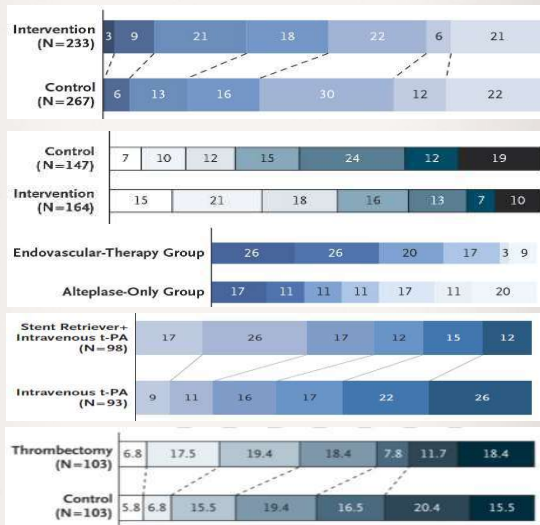 Intervention
(N=233)
3 9 21 18 22 6 21
Control
(N=267)
6 13 16 30 12 22
Control
(N=147)
7 10 12 15 24 12 19
Intervention
(N=164)
15 21 18 16 13 7 10
Endovascular-Therapy Group 26 26 20 17 3 9
Alteplase-Only Group 17 11 11 11 17 11 20
Stent Retriever+
Intravenous t-PA
(N=98)
17 26 17 12 15 12
Intravenous t-PA
(N=93)
9 11 16 17 22 26
Thrombectomy
(N=103)
6.8 17.5 19.4 18.4 7.8 11.7 18.4
Control
(N=103)
5.8 6.8 15.5 19.4 16.5 20.4 15.5